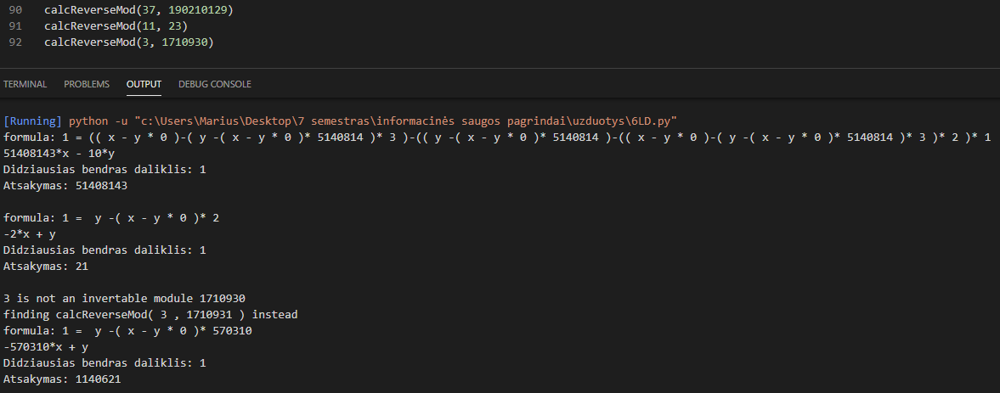 90 calcReverseMod(37, 190210129)
91 calcReverseMod(11, 23)
92 calcReverseMod(3, 1710930)
TERMINAL PROBLEMS OUTPUT DEBUG CONSOLE
[Running] python -u "c:\Users\Marius\Desktop\7 semestras\informacinės saugos pagrindai\uzduotys\6LD.py"
formula: 1 = (( x - y * 0 )-( y -( x - y * 0 )* 5140814 )* 3 )-(( y -( x - y * 0 )* 5140814 )-(( x - y * 0 )-( y -( x - y * 0 )* 5140814 )* 3 )* 2 )* 1
51408143*x - 10*y
Didziausias bendras daliklis: 1
Atsakymas: 51408143
formula: 1 =  y -( x - y * 0 )* 2
-2*x + y
Didziausias bendras daliklis: 1
Atsakymas: 21
3 is not an invertable module 1710930
finding calcReverseMod( 3 , 1710931 ) instead
formula: 1 =  y -( x - y * 0 )* 570310
-570310*x + y
Didziausias bendras daliklis: 1
Atsakymas: 1140621